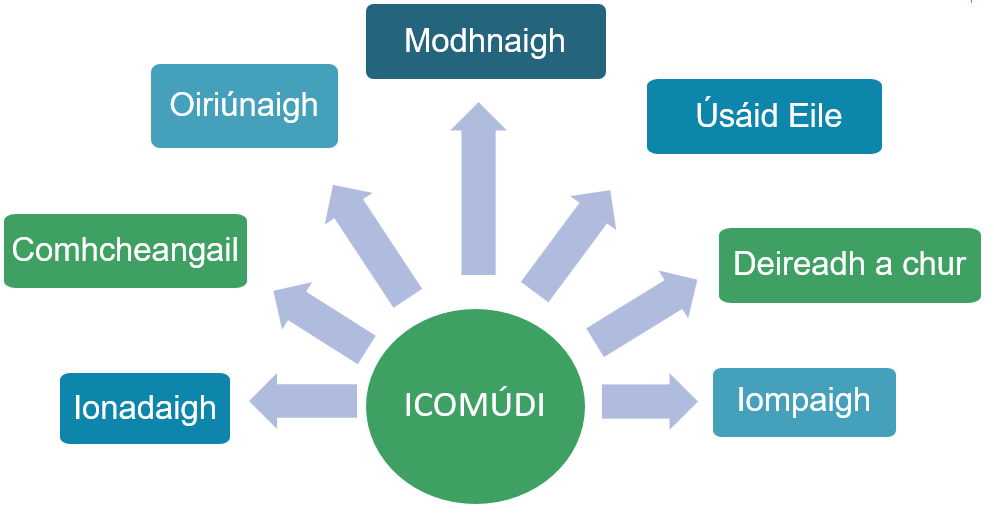 Modhnaigh
Oiriúnaigh
Úsáid Eile
Comhcheangail
Deireadh a chur
Ionadaigh
ICOMÚDI
Iompaigh